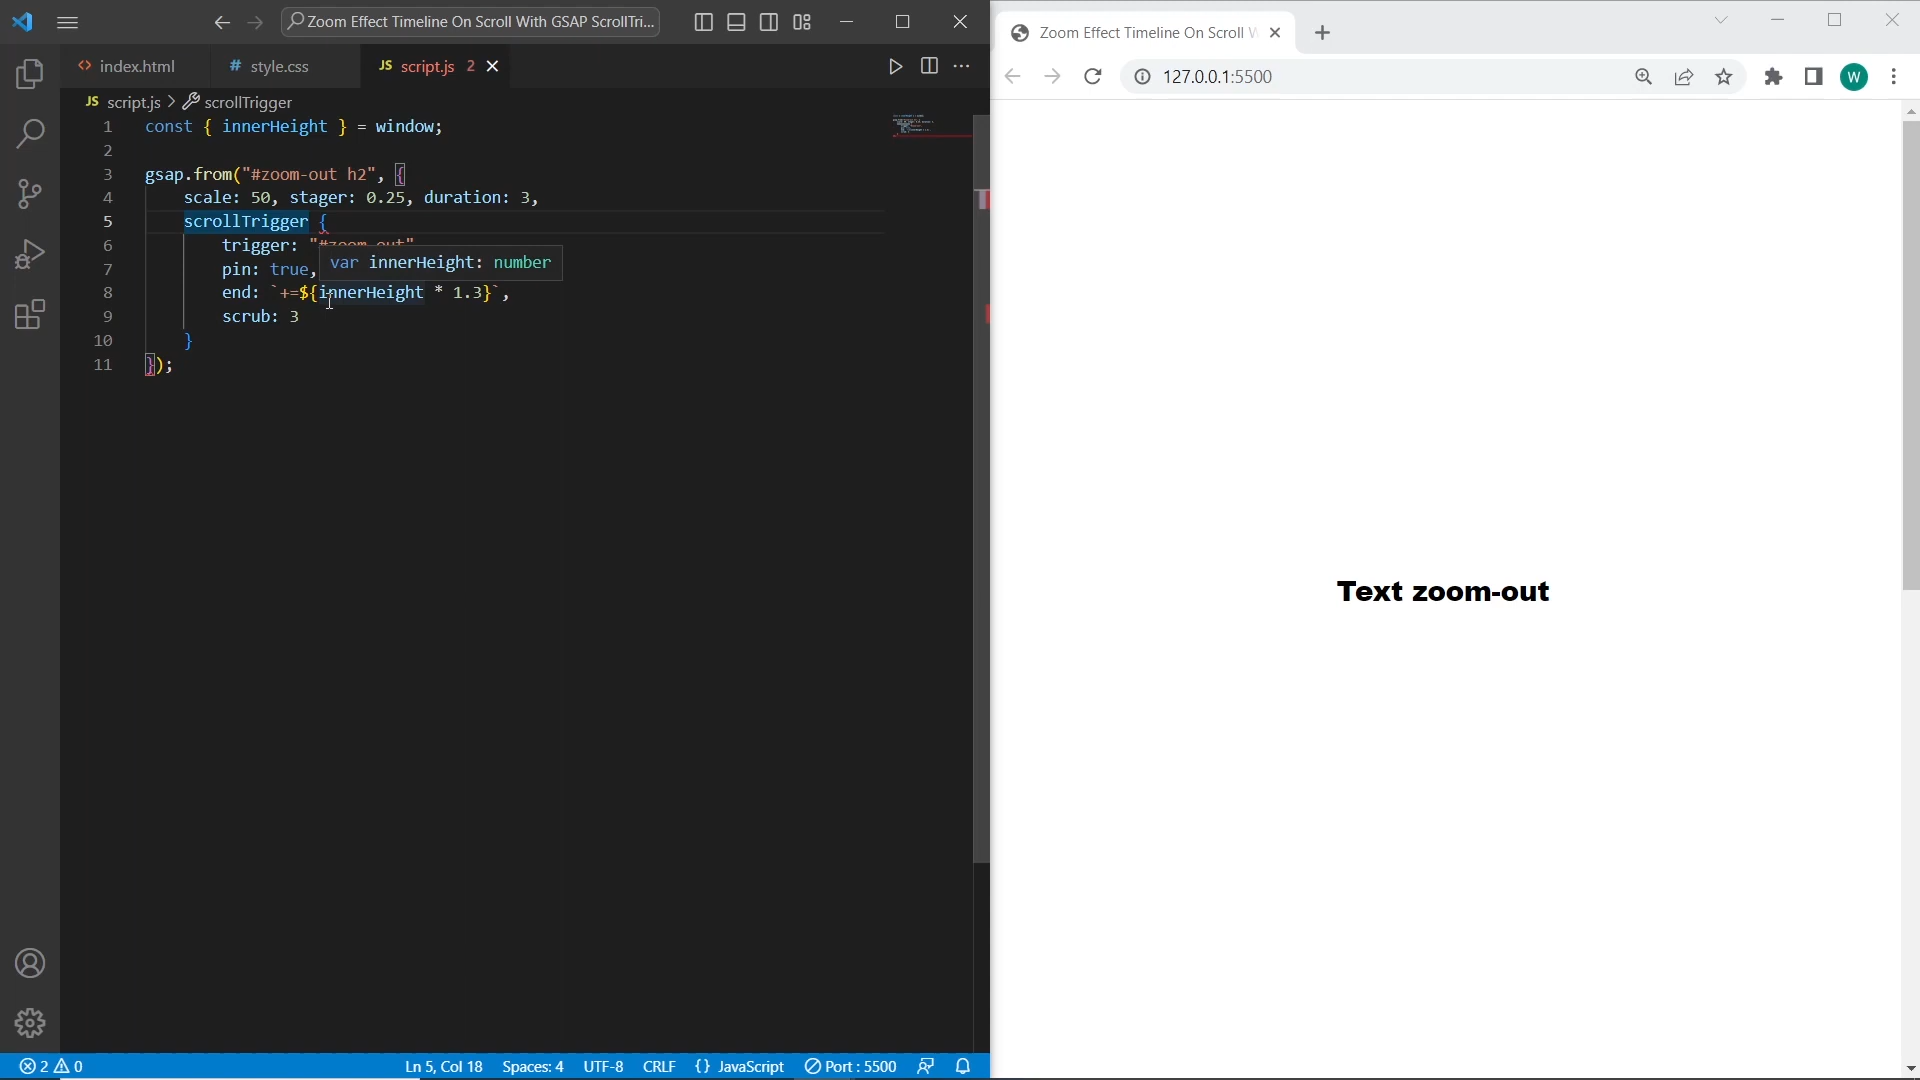 Zoom Effect Timeline On Scroll With GSAP ScrollTri...
index.html
# style.css
JS script.js 2
JS script.js > scrollTrigger
1 const { innerHeight } = window;
2
3 gsap.from("#zoom-out h2", {
4 scale: 50, stager: 0.25, duration: 3,
5 scrollTrigger {
6 trigger: "#zoom-out"
var innerHeight: number
7 pin: true,
8 end: `+=${innerHeight * 1.3}`,
9 scrub: 3
10 }
11 });
2 0
Ln 5, Col 18
Spaces: 4
UTF-8
CRLF
{} JavaScript
Port : 5500
Zoom Effect Timeline On Scroll W
127.0.0.1:5500
W
Text zoom-out